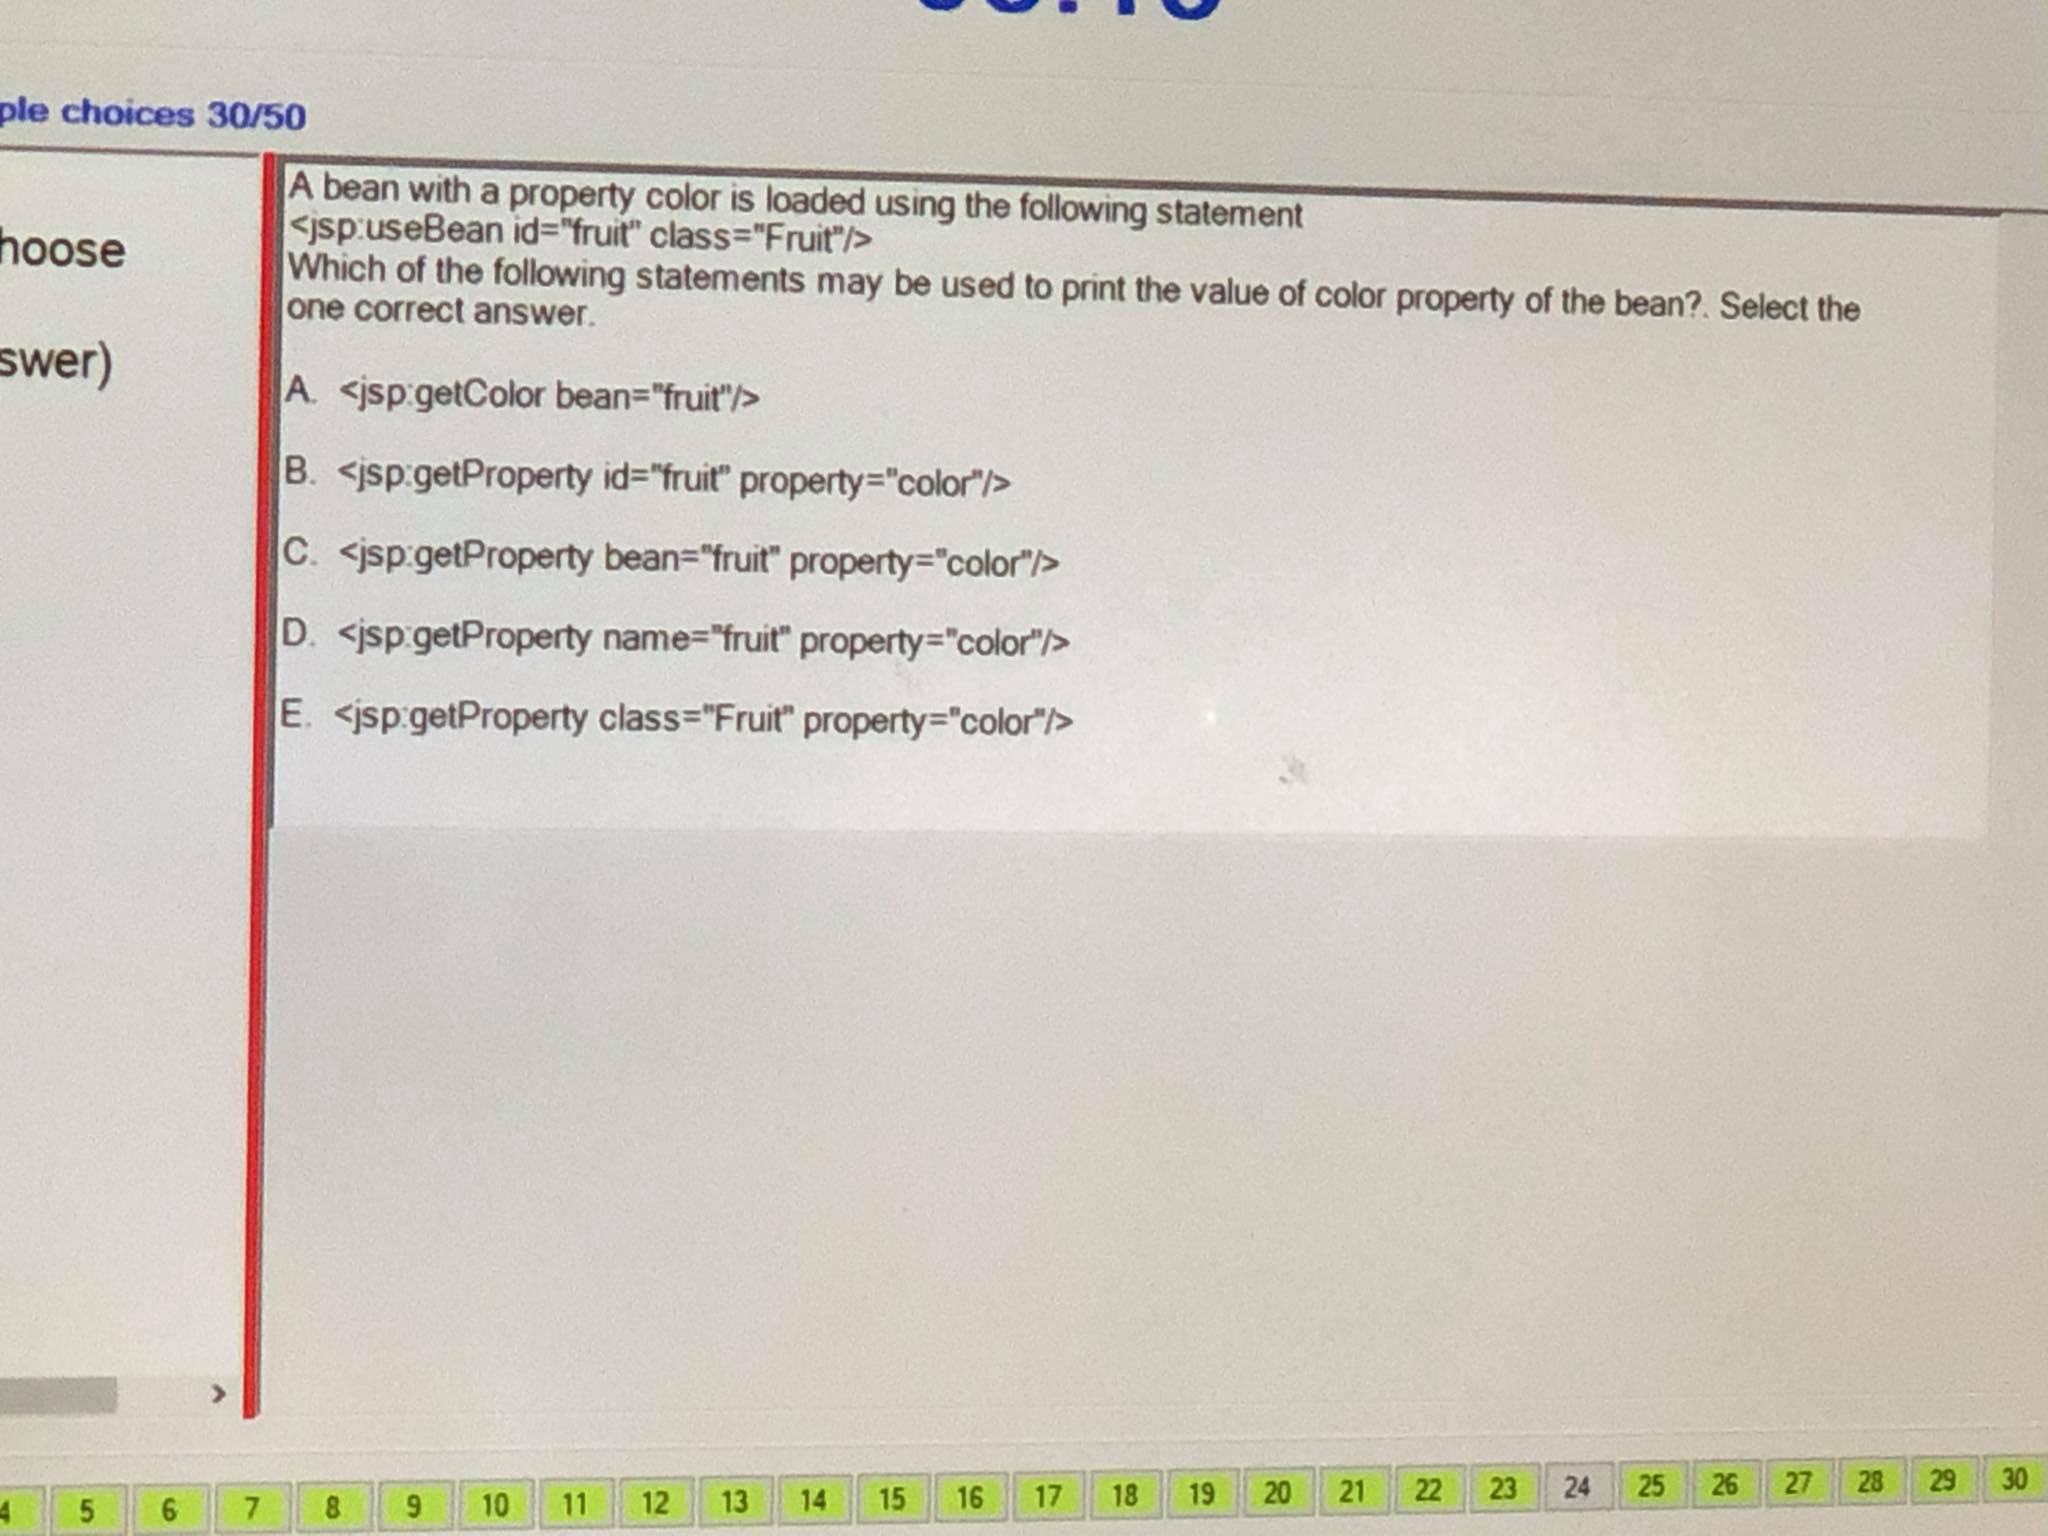 ple choices 30/50
hoose
swer)
A bean with a property color is loaded using the following statement
<jsp:useBean id="fruit" class="Fruit"/>
Which of the following statements may be used to print the value of color property of the bean?. Select the
one correct answer.
A. <jsp:getColor bean="fruit"/>
B. <jsp:getProperty id="fruit" property="color"/>
C. <jsp:getProperty bean="fruit" property="color"/>
D. <jsp:getProperty name="fruit" property="color"/>
E. <jsp:getProperty class="Fruit" property="color"/>
4 5 6 7 8 9 10 11 12 13 14 15 16 17 18 19 20 21 22 23 24 25 26 27 28 29 30